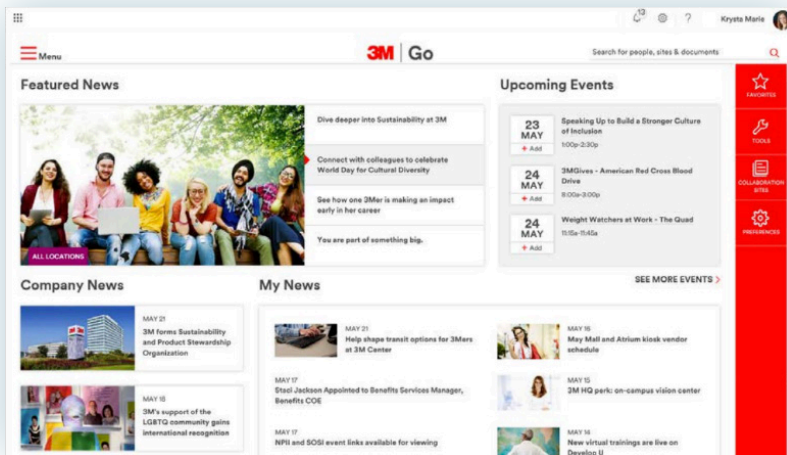 13
?
Krysta Marie
Menu
3M Go
Search for people, sites & documents
Featured News
Dive deeper into Sustainability at 3M
Connect with colleagues to celebrate
World Day for Cultural Diversity
See how one 3Mer is making an impact
early in her career
You are part of something big.
ALL LOCATIONS
Upcoming Events
23
MAY
+ Add
Speaking Up to Build a Stronger Culture
of Inclusion
1:00p-2:30p
24
MAY
+ Add
3MGives - American Red Cross Blood
Drive
8:00a-3:00p
24
MAY
+ Add
Weight Watchers at Work - The Quad
11:15a-11:45a
SEE MORE EVENTS >
FAVORITES
TOOLS
COLLABORATION
SITES
PREFERENCES
Company News
MAY 21
3M forms Sustainability
and Product Stewardship
Organization
MAY 18
3M's support of the
LGBTQ community gains
international recognition
My News
MAY 21
Help shape transit options for 3Mers
at 3M Center
MAY 17
Staci Jackson Appointed to Benefits Services Manager,
Benefits COE
MAY 17
NPII and SOSI event links available for viewing
MAY 16
May Mall and Atrium kiosk vendor
schedule
MAY 15
3M HQ perk: on-campus vision center
MAY 14
New virtual trainings are live on
Develop U